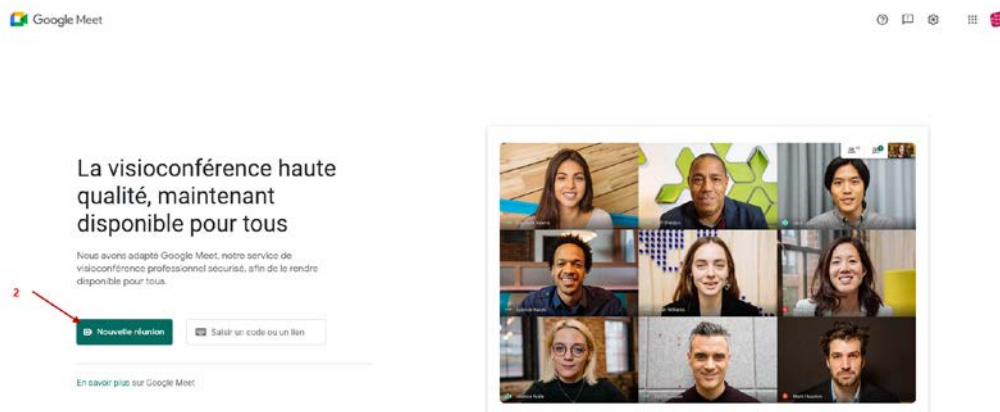 Google Meet
La visioconférence haute
qualité, maintenant
disponible pour tous
Nous avons adapté Google Meet, notre service de
visioconférence professionnel sécurisé, afin de le rendre
disponible pour tous.
2
Nouvelle réunion
Saisir un code ou un lien
En savoir plus sur Google Meet